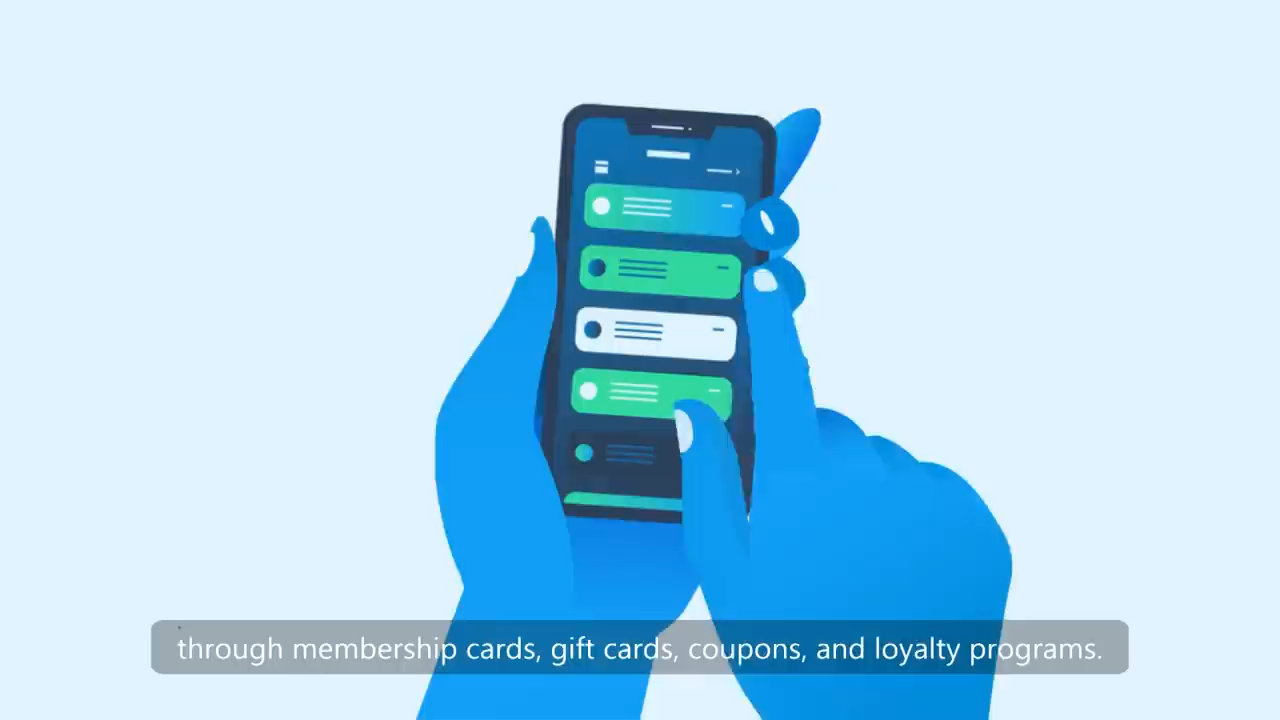 through membership cards, gift cards, coupons, and loyalty programs.